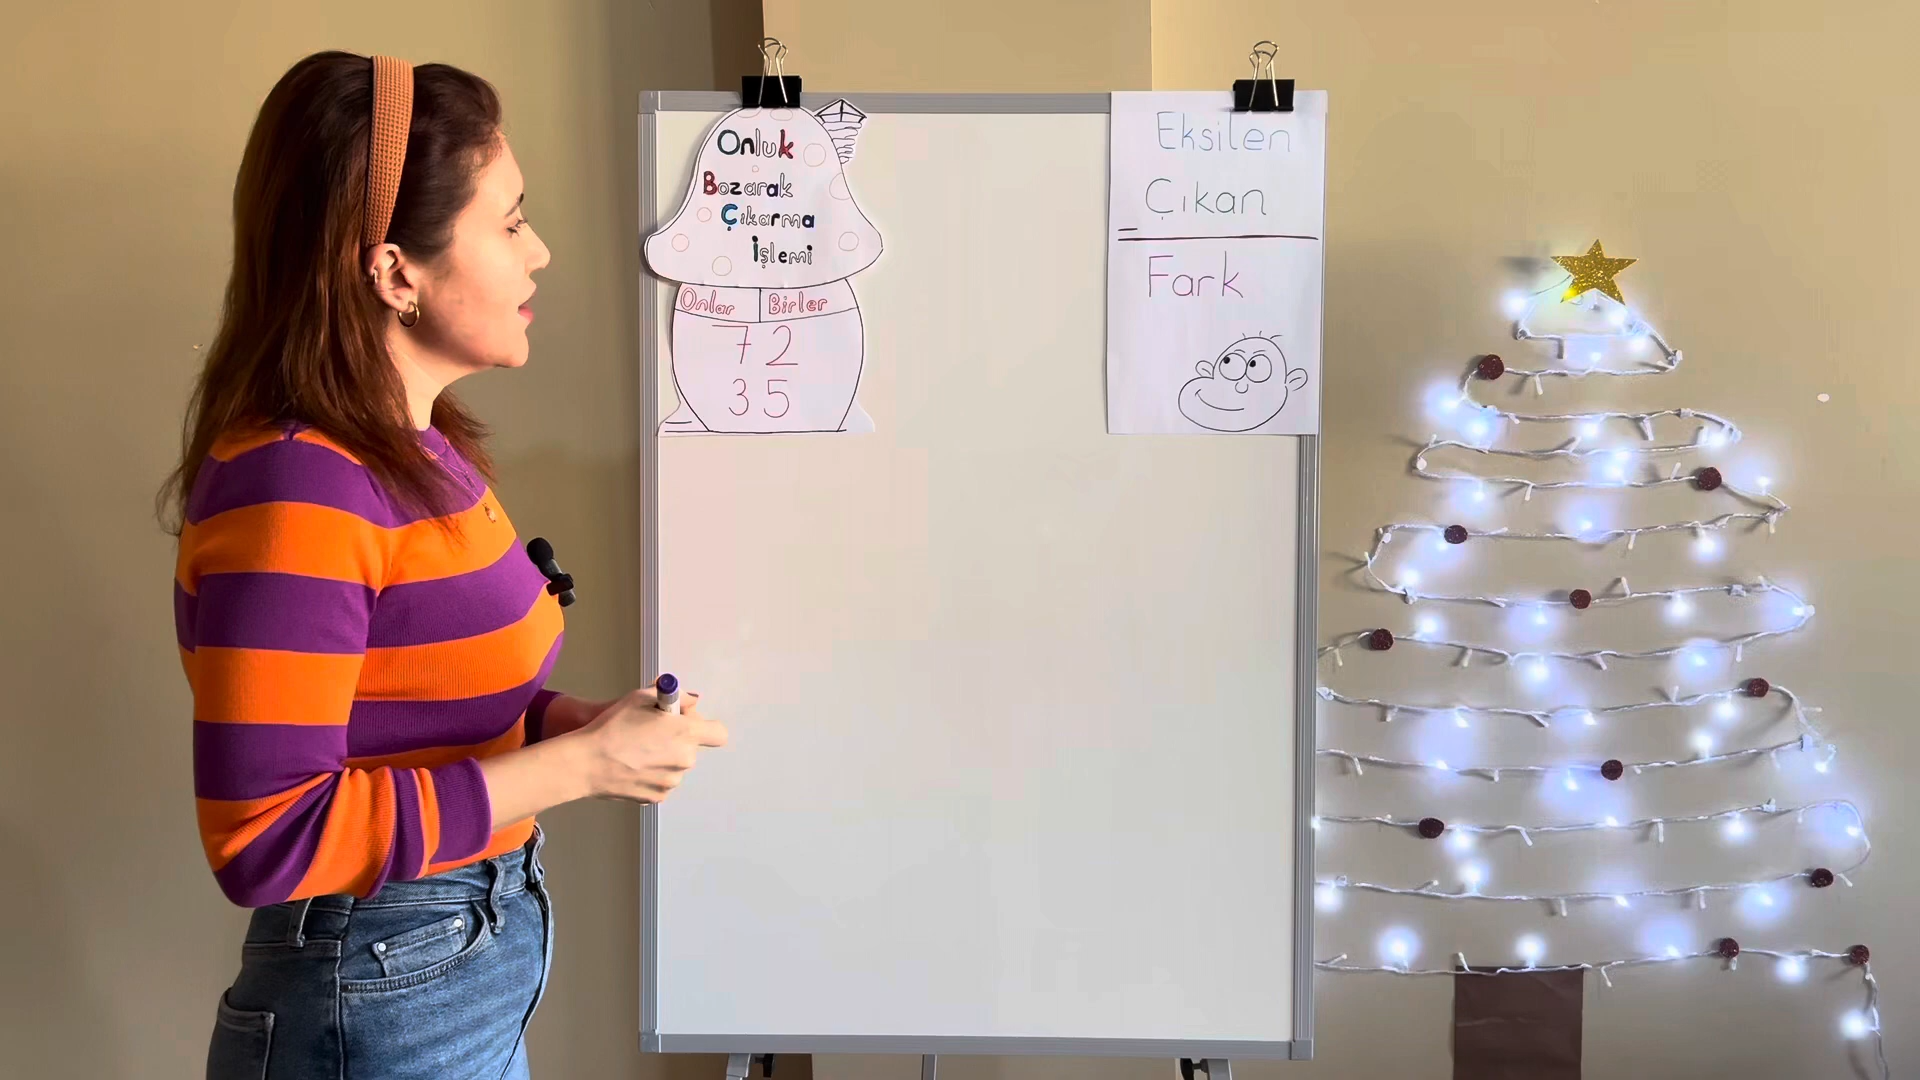 Onluk
Bozarak
Çıkarma
İşlemi
Onlar Birler
72
35
Eksilen
Çıkan
Fark